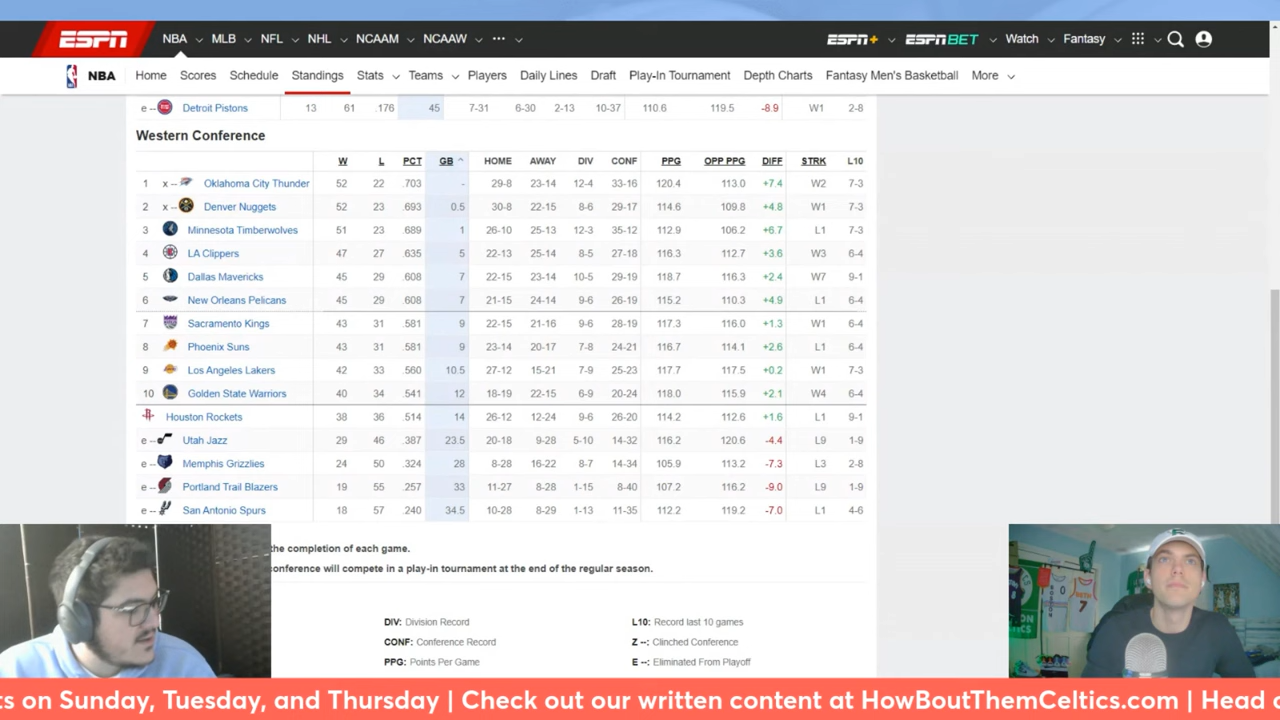 ESPN NBA MLB NFL NHL NCAAM NCAAW ••• ESPN+ ESPNBET Watch Fantasy
NBA Home Scores Schedule Standings Stats Teams Players Daily Lines Draft Play-In Tournament Depth Charts Fantasy Men's Basketball More
e -- Detroit Pistons 13 61 .176 45 7-31 6-30 2-13 10-37 110.6 119.5 -8.9 W1 2-8
Western Conference
W L PCT GB HOME AWAY DIV CONF PPG OPP PPG DIFF STRK L10
1 x -- Oklahoma City Thunder 52 22 .703 - 29-8 23-14 12-4 33-16 120.4 113.0 +7.4 W2 7-3
2 x -- Denver Nuggets 52 23 .693 0.5 30-8 22-15 8-6 29-17 114.6 109.8 +4.8 W1 7-3
3 Minnesota Timberwolves 51 23 .689 1 26-10 25-13 12-3 35-12 112.9 106.2 +6.7 L1 7-3
4 LA Clippers 47 27 .635 5 22-13 25-14 8-5 27-18 116.3 112.7 +3.6 W3 6-4
5 Dallas Mavericks 45 29 .608 7 22-15 23-14 10-5 29-19 118.7 116.3 +2.4 W7 9-1
6 New Orleans Pelicans 45 29 .608 7 21-15 24-14 9-6 26-19 115.2 110.3 +4.9 L1 6-4
7 Sacramento Kings 43 31 .581 9 22-15 21-16 9-6 28-19 117.3 116.0 +1.3 W1 6-4
8 Phoenix Suns 43 31 .581 9 23-14 20-17 7-8 24-21 116.7 114.1 +2.6 L1 6-4
9 Los Angeles Lakers 42 33 .560 10.5 27-12 15-21 7-9 25-23 117.7 117.5 +0.2 W1 7-3
10 Golden State Warriors 40 34 .541 12 18-19 22-15 6-9 20-24 118.0 115.9 +2.1 W4 6-4
Houston Rockets 38 36 .514 14 26-12 12-24 9-6 26-20 114.2 112.6 +1.6 L1 9-1
e -- Utah Jazz 29 46 .387 23.5 20-18 9-28 5-10 14-32 116.2 120.6 -4.4 L9 1-9
e -- Memphis Grizzlies 24 50 .324 28 8-28 16-22 8-7 14-34 105.9 113.2 -7.3 L3 2-8
e -- Portland Trail Blazers 19 55 .257 33 11-27 8-28 1-15 8-40 107.2 116.2 -9.0 L9 1-9
e -- San Antonio Spurs 18 57 .240 34.5 10-28 8-29 1-13 11-35 112.2 119.2 -7.0 L1 4-6
the completion of each game.
conference will compete in a play-in tournament at the end of the regular season.
DIV: Division Record L10: Record last 10 games
CONF: Conference Record Z --: Clinched Conference
PPG: Points Per Game E --: Eliminated From Playoff
ts on Sunday, Tuesday, and Thursday | Check out our written content at HowBoutThemCeltics.com | Head